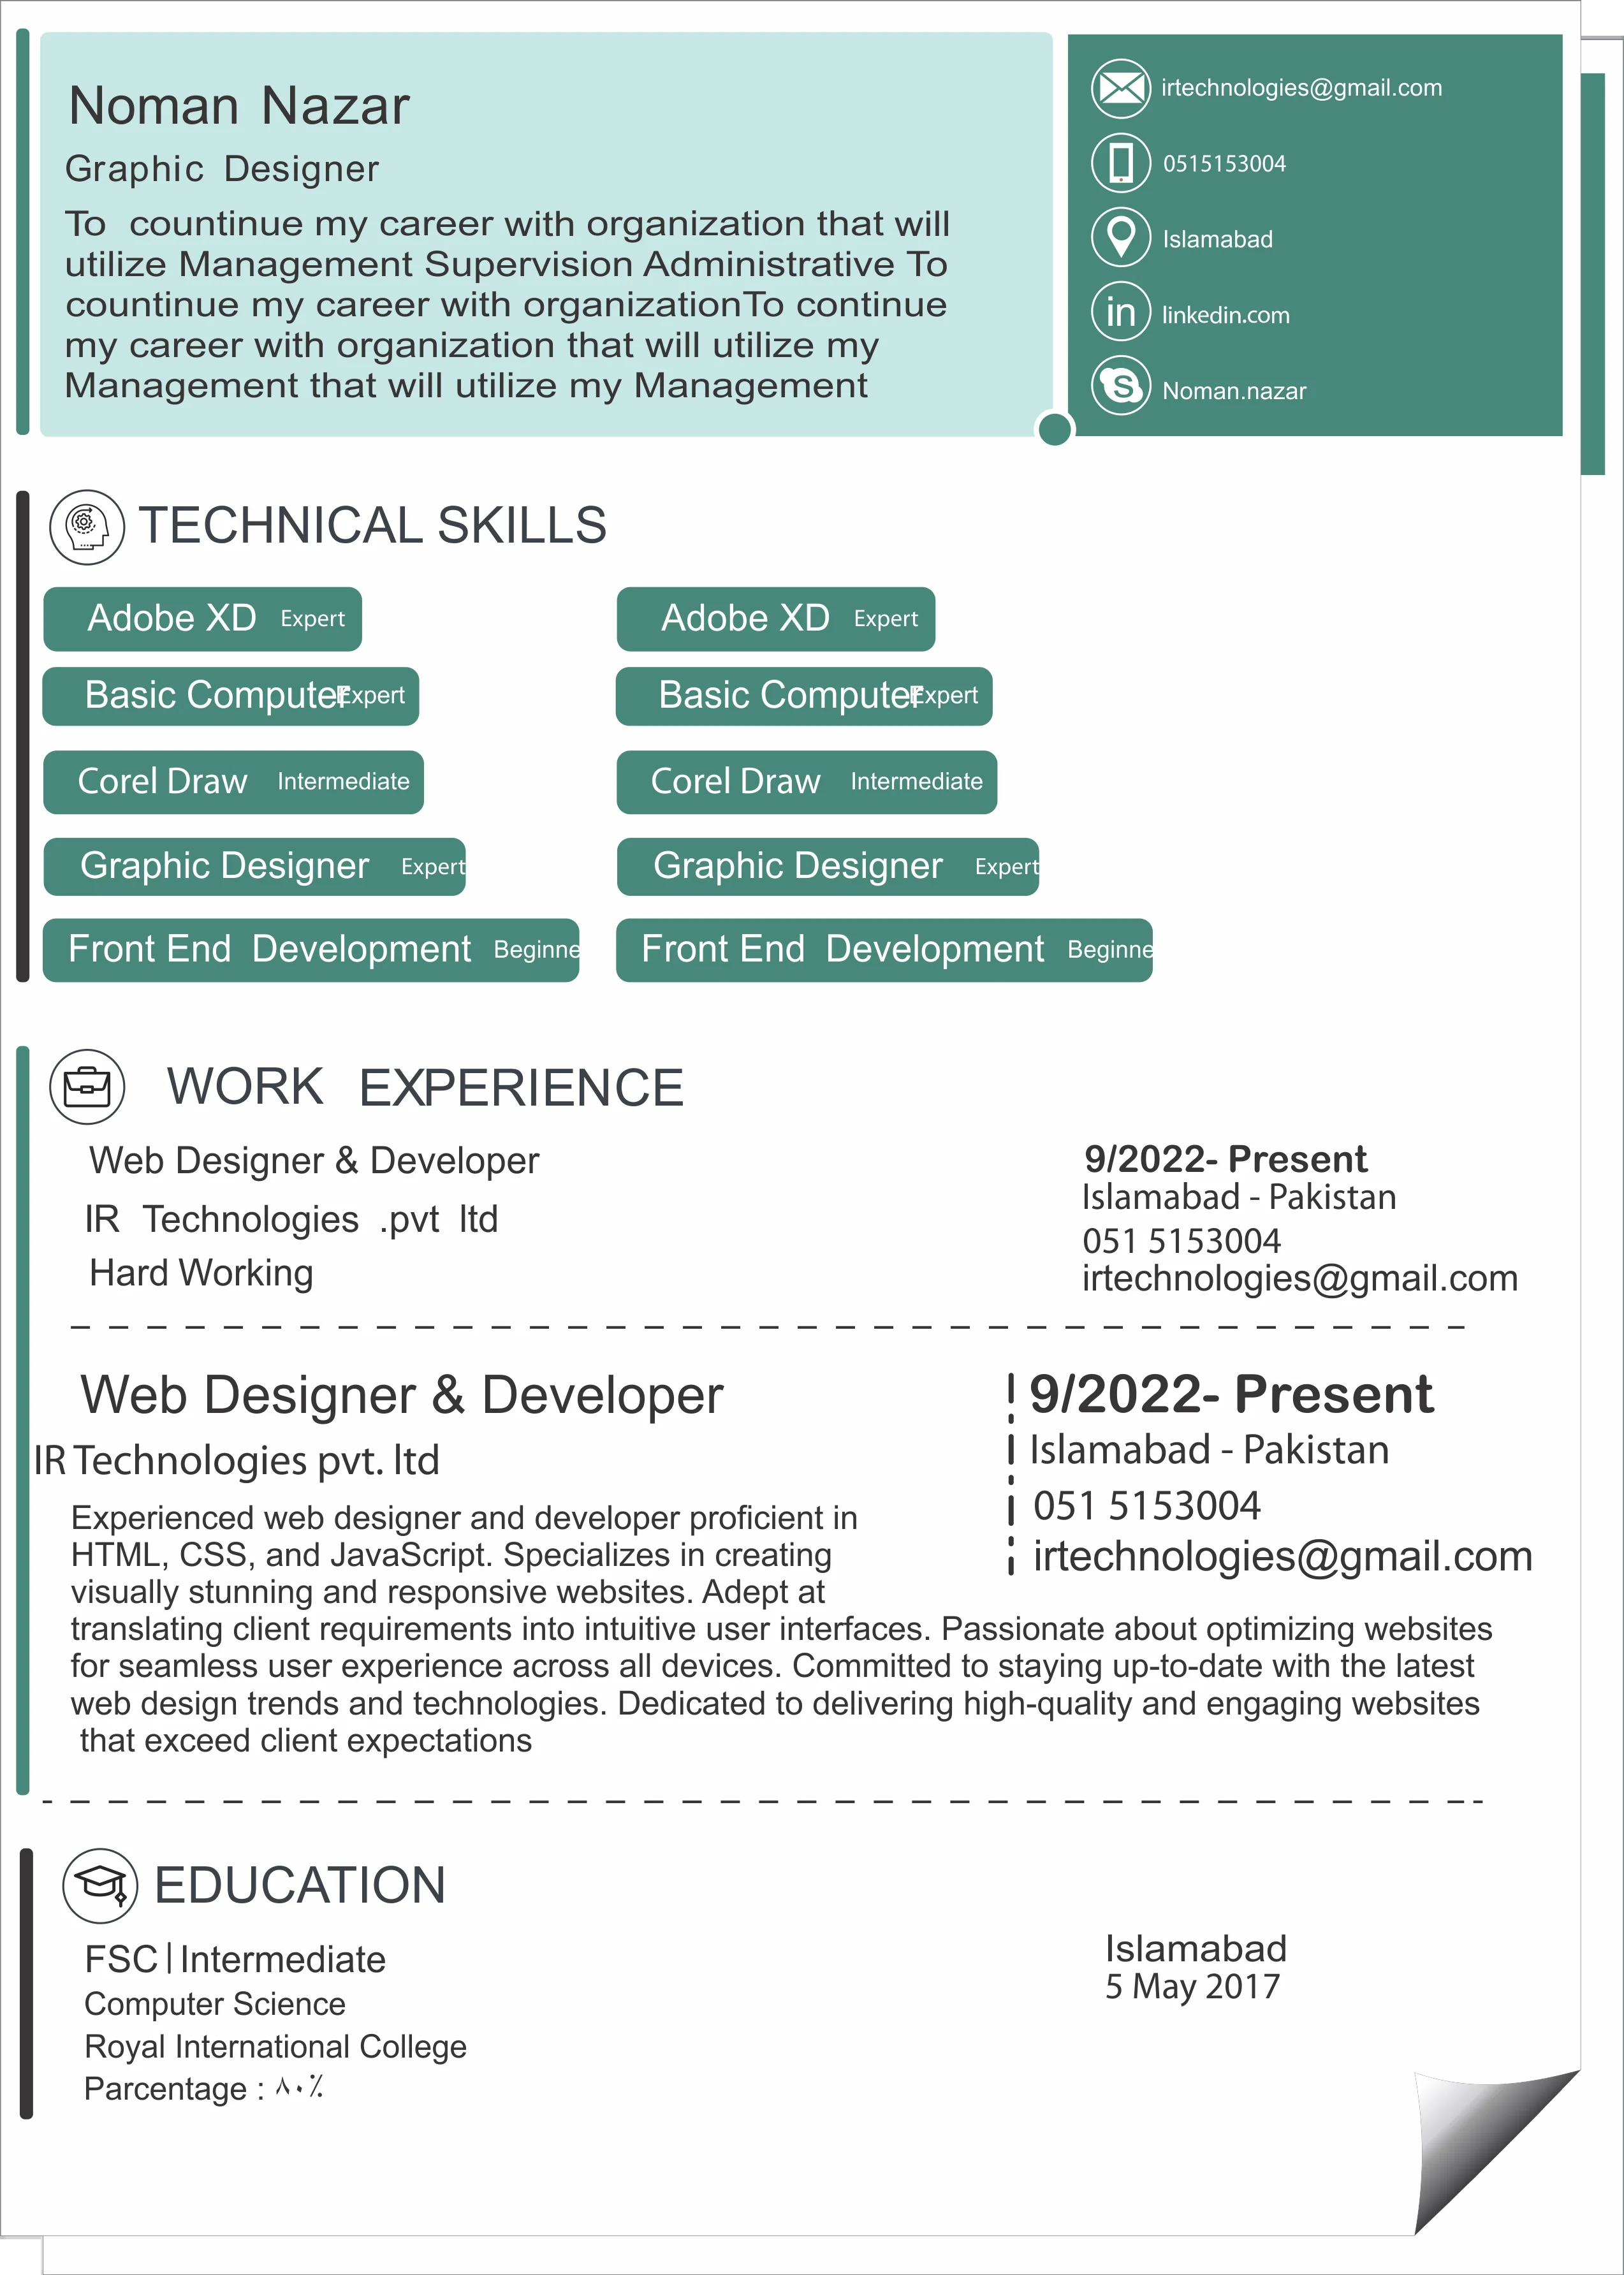 Noman Nazar
Graphic Designer
To countinue my career with organization that will
utilize Management Supervision Administrative To
countinue my career with organizationTo continue
my career with organization that will utilize my
Management that will utilize my Management
irtechnologies@gmail.com
0515153004
Islamabad
in linkedin.com
S Noman.nazar
TECHNICAL SKILLS
Adobe XD Expert
Basic Computer Expert
Corel Draw Intermediate
Graphic Designer Expert
Front End Development Beginne
Adobe XD Expert
Basic Computer Expert
Corel Draw Intermediate
Graphic Designer Expert
Front End Development Beginne
WORK EXPERIENCE
Web Designer & Developer
IR Technologies .pvt ltd
Hard Working
9/2022- Present
Islamabad - Pakistan
051 5153004
irtechnologies@gmail.com
Web Designer & Developer
IR Technologies pvt. ltd
9/2022- Present
Islamabad - Pakistan
051 5153004
irtechnologies@gmail.com
Experienced web designer and developer proficient in
HTML, CSS, and JavaScript. Specializes in creating
visually stunning and responsive websites. Adept at
translating client requirements into intuitive user interfaces. Passionate about optimizing websites
for seamless user experience across all devices. Committed to staying up-to-date with the latest
web design trends and technologies. Dedicated to delivering high-quality and engaging websites
that exceed client expectations
EDUCATION
FSC|Intermediate
Computer Science
Royal International College
Parcentage : ٨٠٪
Islamabad
5 May 2017